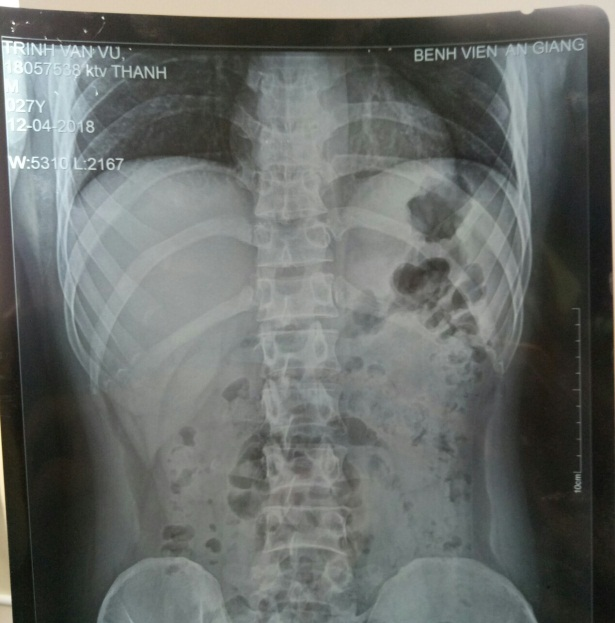 TRINH VAN VU,
18057538 ktv THANH
M
027Y
12-04-2018
W:5310 L:2167
BENH VIEN AN GIANG
10cm